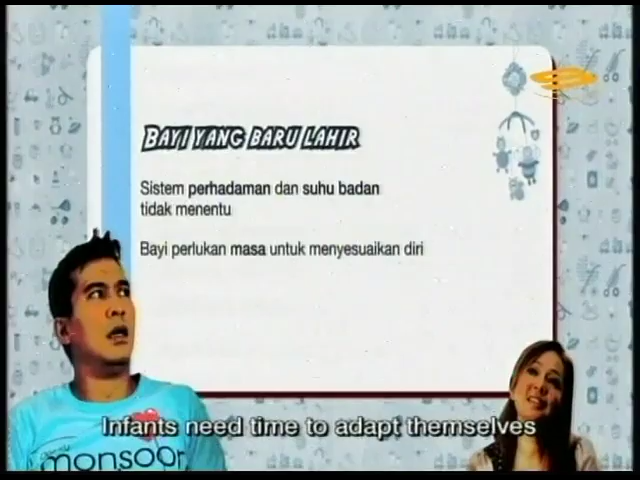 BAYI YANG BARU LAHIR
Sistem perhadaman dan suhu badan
tidak menentu
Bayi perlukan masa untuk menyesuaikan diri
Infants need time to adapt themselves
monsoon